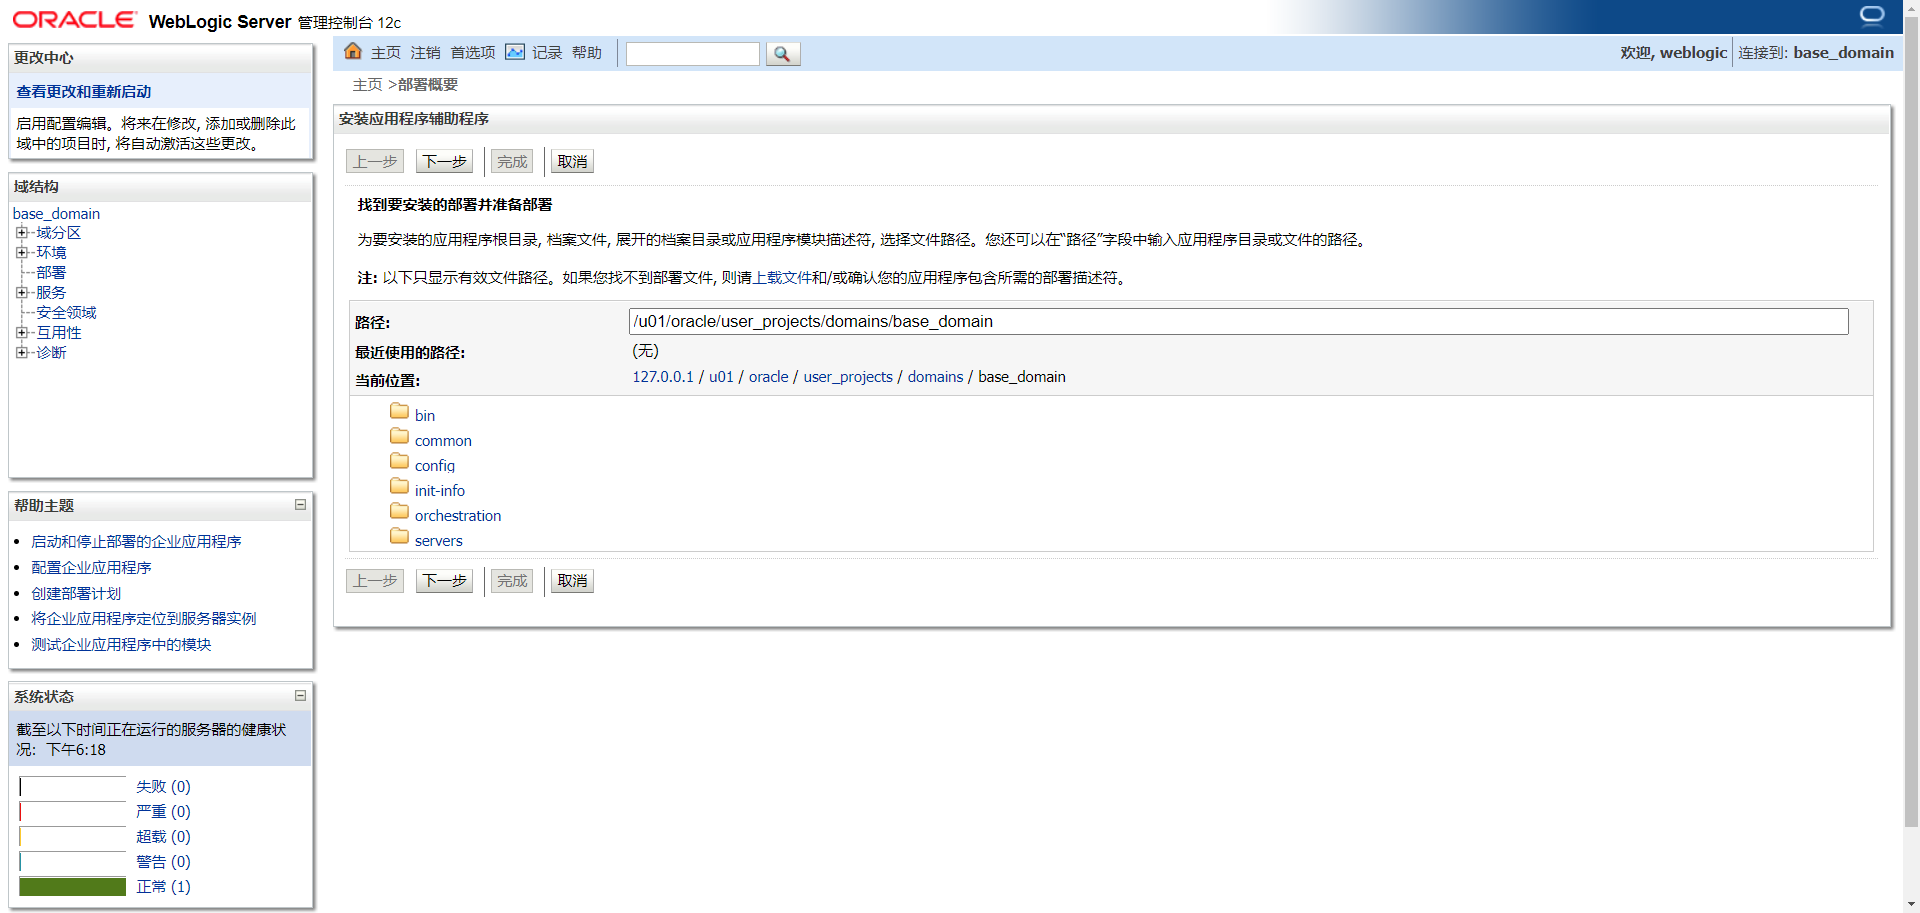 ORACLE WebLogic Server 管理控制台 12c
更改中心
查看更改和重新启动
启用配置编辑。将来在修改, 添加或删除此
域中的项目时, 将自动激活这些更改。
域结构
base_domain
域分区
环境
部署
服务
安全领域
互用性
诊断
帮助主题
启动和停止部署的企业应用程序
配置企业应用程序
创建部署计划
将企业应用程序定位到服务器实例
测试企业应用程序中的模块
系统状态
截至以下时间正在运行的服务器的健康状
况: 下午6:18
失败 (0)
严重 (0)
超载 (0)
警告 (0)
正常 (1)
主页 注销 首选项 记录 帮助
欢迎, weblogic 连接到: base_domain
主页 >部署概要
安装应用程序辅助程序
上一步 下一步 完成 取消
找到要安装的部署并准备部署
为要安装的应用程序根目录, 档案文件, 展开的档案目录或应用程序模块描述符, 选择文件路径。您还可以在“路径”字段中输入应用程序目录或文件的路径。
注: 以下只显示有效文件路径。如果您找不到部署文件, 则请上载文件和/或确认您的应用程序包含所需的部署描述符。
路径: /u01/oracle/user_projects/domains/base_domain
最近使用的路径: (无)
当前位置: 127.0.0.1 / u01 / oracle / user_projects / domains / base_domain
bin
common
config
init-info
orchestration
servers
上一步 下一步 完成 取消